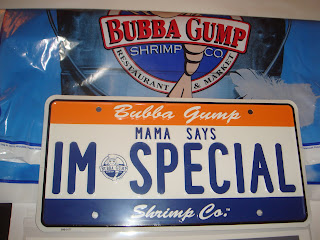 BUBBA GUMP
SHRIMP CO
RESTAURANT & MARKET
Bubba Gump
MAMA SAYS
IM SPECIAL
Shrimp Co.